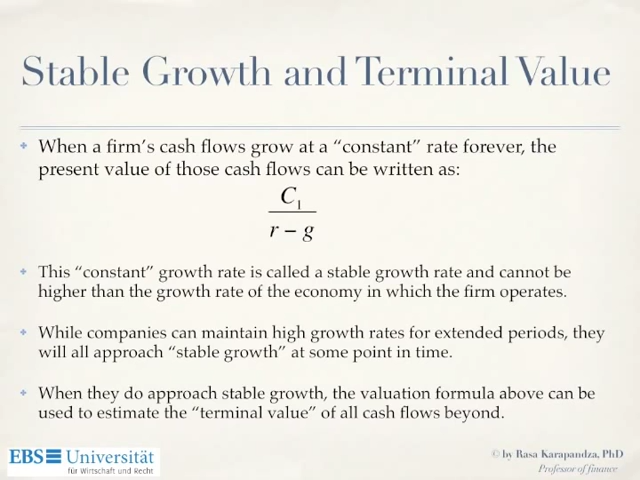 Stable Growth and Terminal Value
When a firm's cash flows grow at a “constant” rate forever, the
present value of those cash flows can be written as:
C₁
r − g
This “constant” growth rate is called a stable growth rate and cannot be
higher than the growth rate of the economy in which the firm operates.
While companies can maintain high growth rates for extended periods, they
will all approach “stable growth” at some point in time.
When they do approach stable growth, the valuation formula above can be
used to estimate the “terminal value” of all cash flows beyond.
EBS Universität
für Wirtschaft und Recht
© by Rasa Karapandza, PhD
Professor of finance